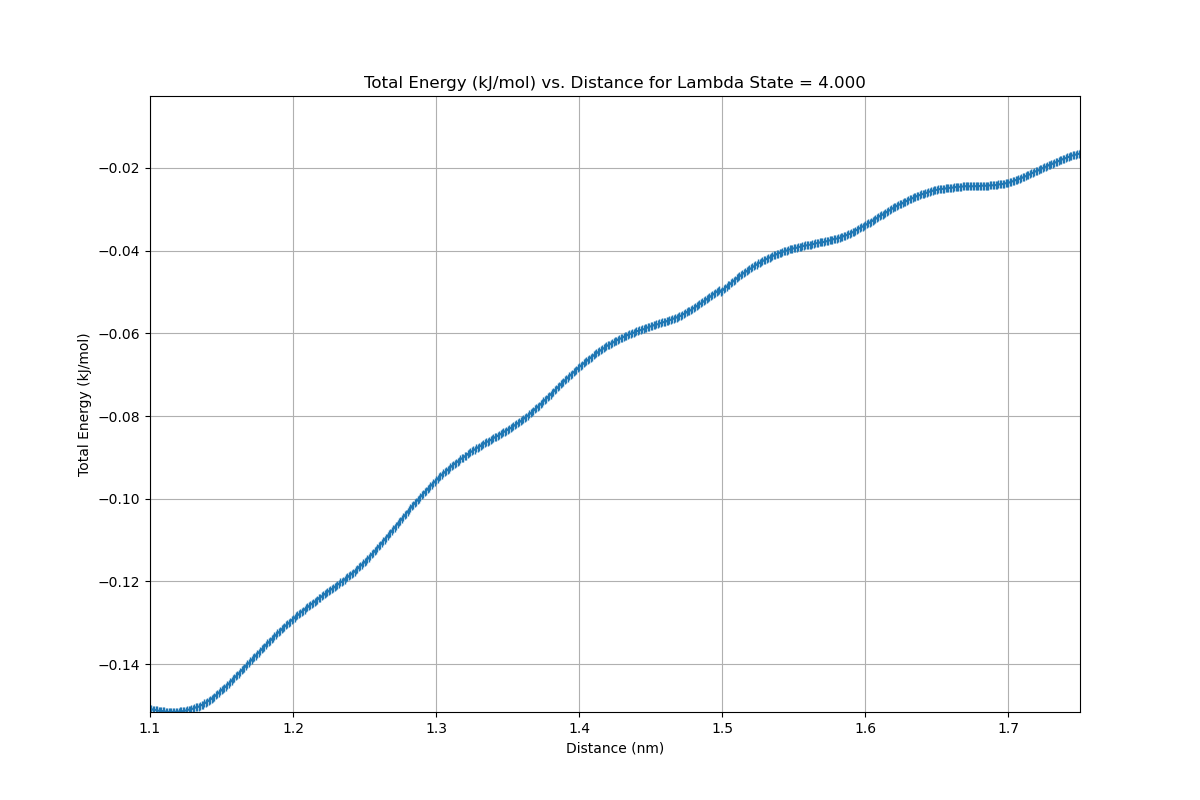 Total Energy (kJ/mol) vs. Distance for Lambda State = 4.000
Total Energy (kJ/mol)
−0.02
−0.04
−0.06
−0.08
−0.10
−0.12
−0.14
1.1 1.2 1.3 1.4 1.5 1.6 1.7
Distance (nm)